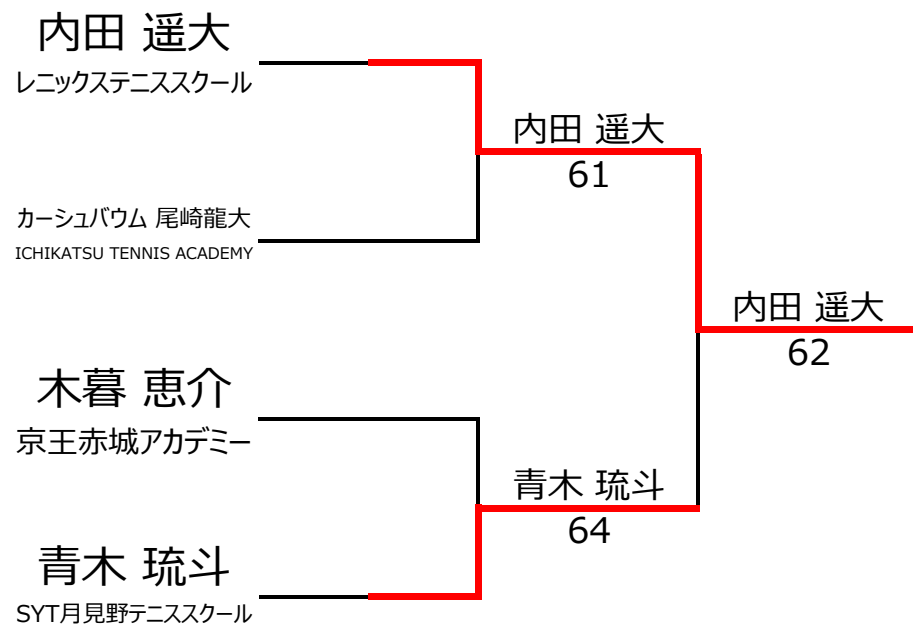 内田 遥大
レニックステニススクール
内田 遥大
61
カーシュバウム 尾崎龍大
ICHIKATSU TENNIS ACADEMY
内田 遥大
62
木暮 恵介
京王赤城アカデミー
青木 琉斗
64
青木 琉斗
SYT月見野テニススクール